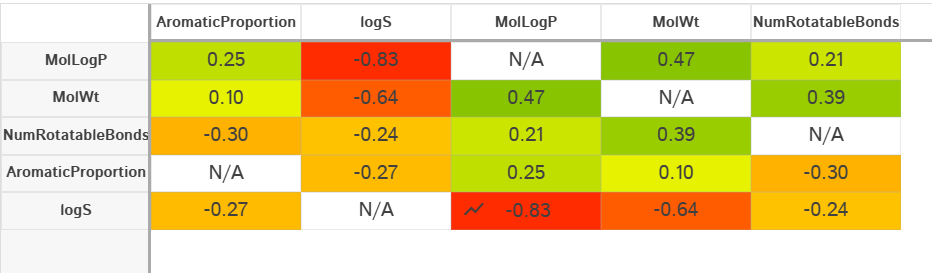 AromaticProportion logS MolLogP MolWt NumRotatableBonds
MolLogP 0.25 -0.83 N/A 0.47 0.21
MolWt 0.10 -0.64 0.47 N/A 0.39
NumRotatableBonds -0.30 -0.24 0.21 0.39 N/A
AromaticProportion N/A -0.27 0.25 0.10 -0.30
logS -0.27 N/A -0.83 -0.64 -0.24